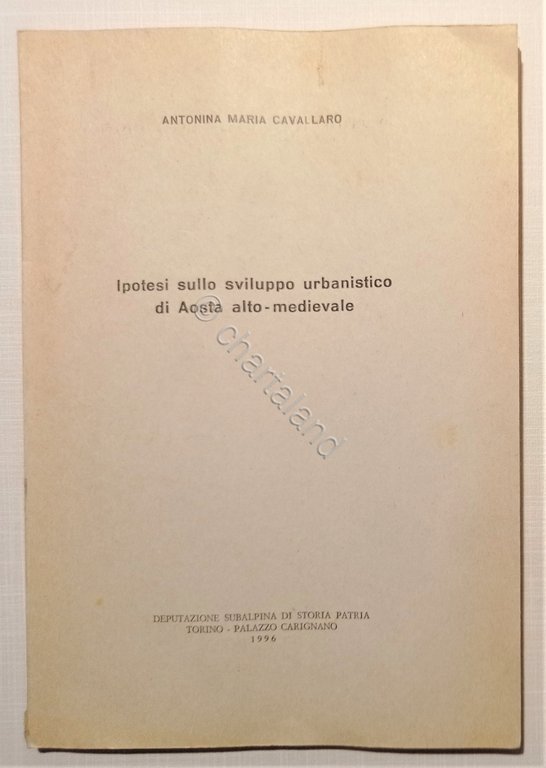 ANTONINA MARIA CAVALLARO
Ipotesi sullo sviluppo urbanistico
di Aosta alto-medievale
© chartaland
DEPUTAZIONE SUBALPINA DI STORIA PATRIA
TORINO - PALAZZO CARIGNANO
1996